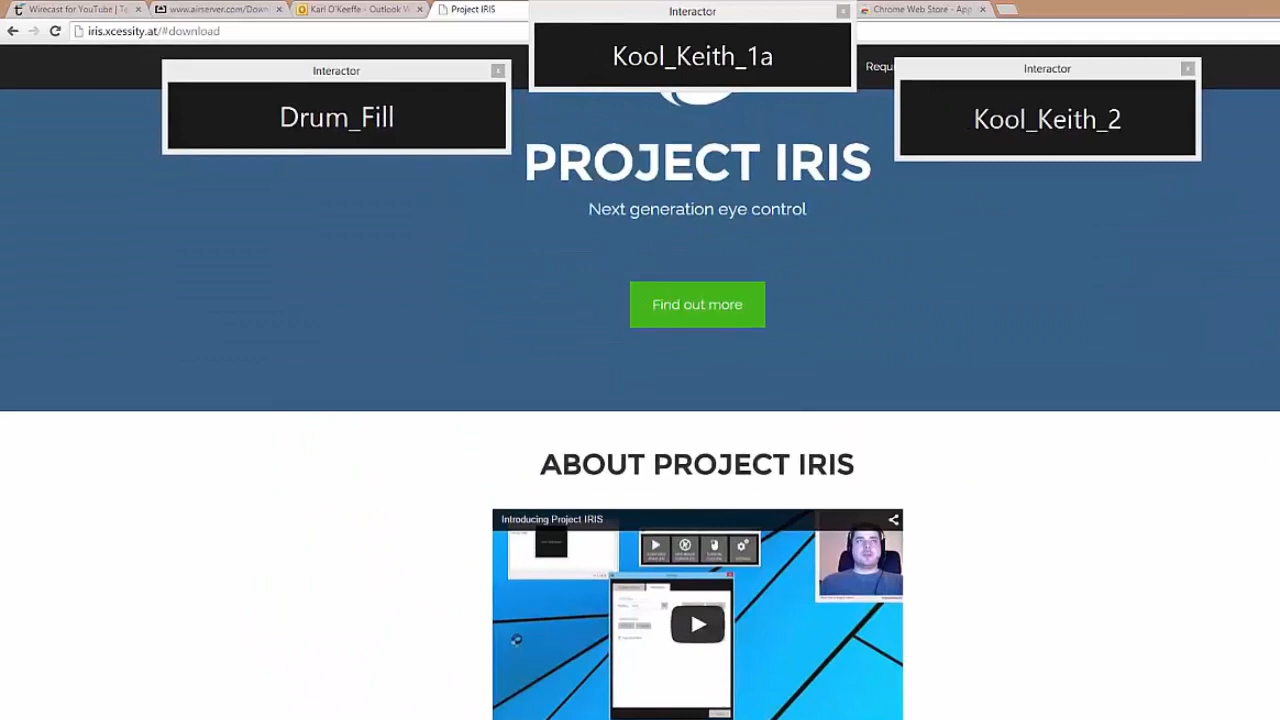 Wirecast for YouTube | Te
www.airserver.com/Down
Karl O'Keeffe - Outlook W
Project IRIS
Chrome Web Store - App
iris.xcessity.at/#download
Interactor
Kool_Keith_1a
Requ
Interactor
Drum_Fill
Interactor
Kool_Keith_2
PROJECT IRIS
Next generation eye control
Find out more
ABOUT PROJECT IRIS
Introducing Project IRIS